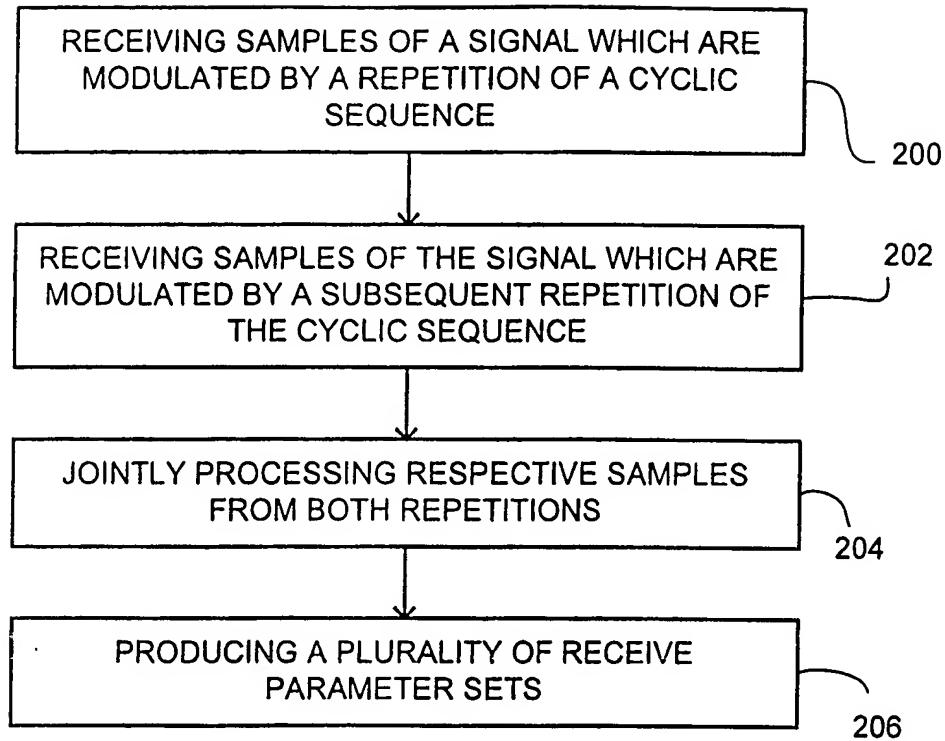 RECEIVING SAMPLES OF A SIGNAL WHICH ARE
MODULATED BY A REPETITION OF A CYCLIC
SEQUENCE
200
RECEIVING SAMPLES OF THE SIGNAL WHICH ARE
MODULATED BY A SUBSEQUENT REPETITION OF
THE CYCLIC SEQUENCE
202
JOINTLY PROCESSING RESPECTIVE SAMPLES
FROM BOTH REPETITIONS
204
PRODUCING A PLURALITY OF RECEIVE
PARAMETER SETS
206